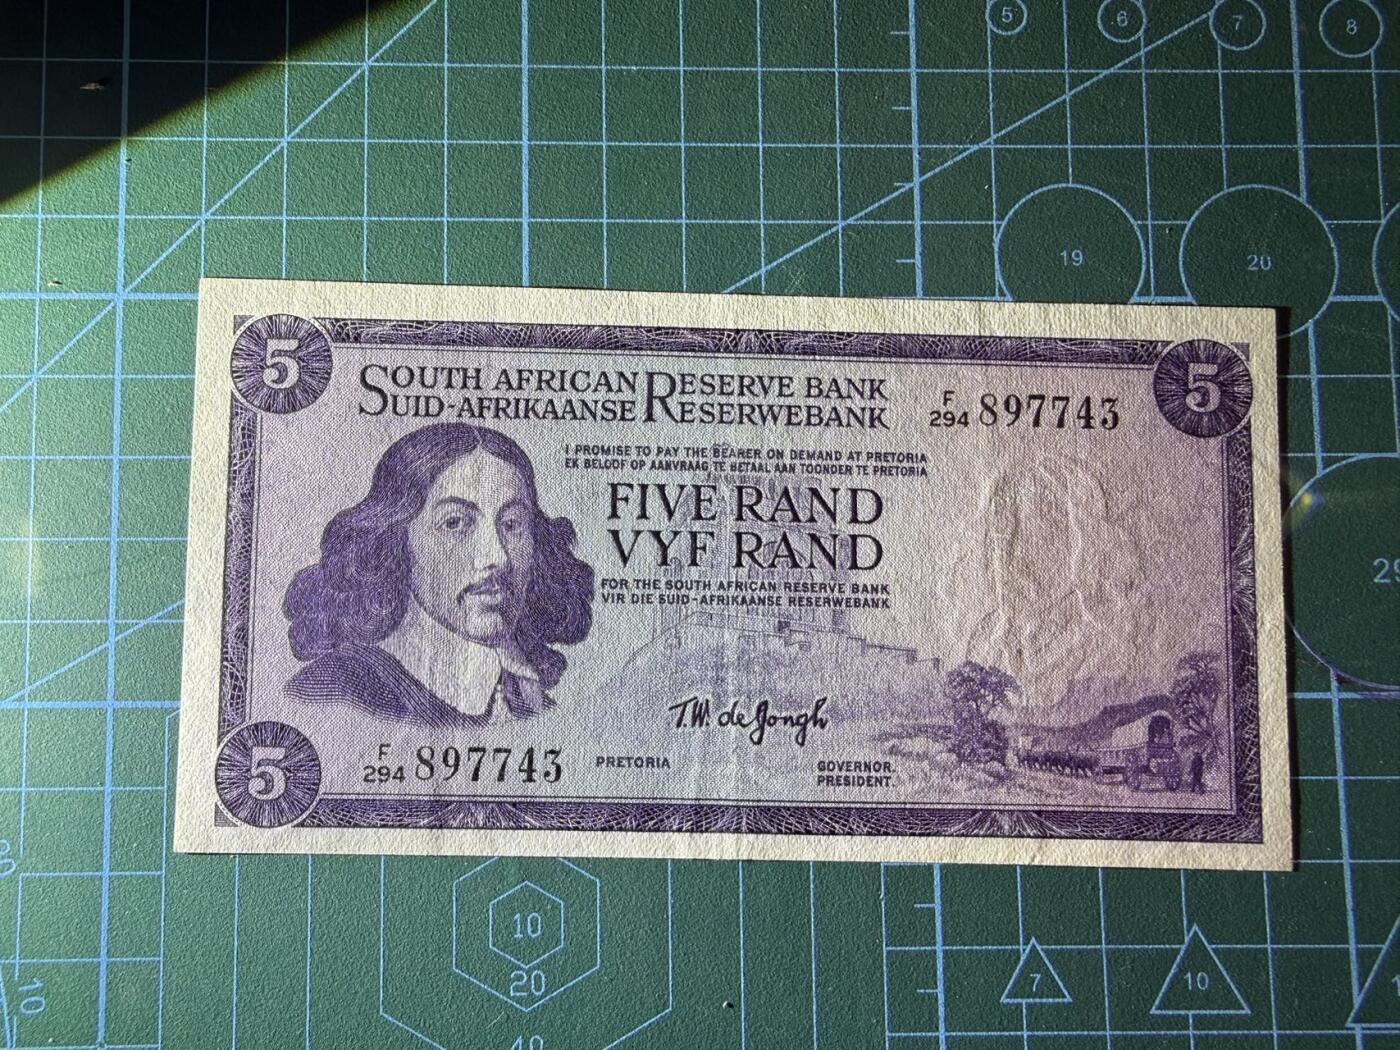 5 6 7 8
19 20
5 5
SOUTH AFRICAN RESERVE BANK
SUID-AFRIKAANSE RESERWEBANK
F/294 897743
I PROMISE TO PAY THE BEARER ON DEMAND AT PRETORIA
EK BELOOF OP AANVRAAG TE BETAAL AAN TOONDER TE PRETORIA
FIVE RAND
VYF RAND
FOR THE SOUTH AFRICAN RESERVE BANK
VIR DIE SUID-AFRIKAANSE RESERWEBANK
T.W. de Jongh
5
F/294 897743
PRETORIA
GOVERNOR.
PRESIDENT.
10
20
7 10
10